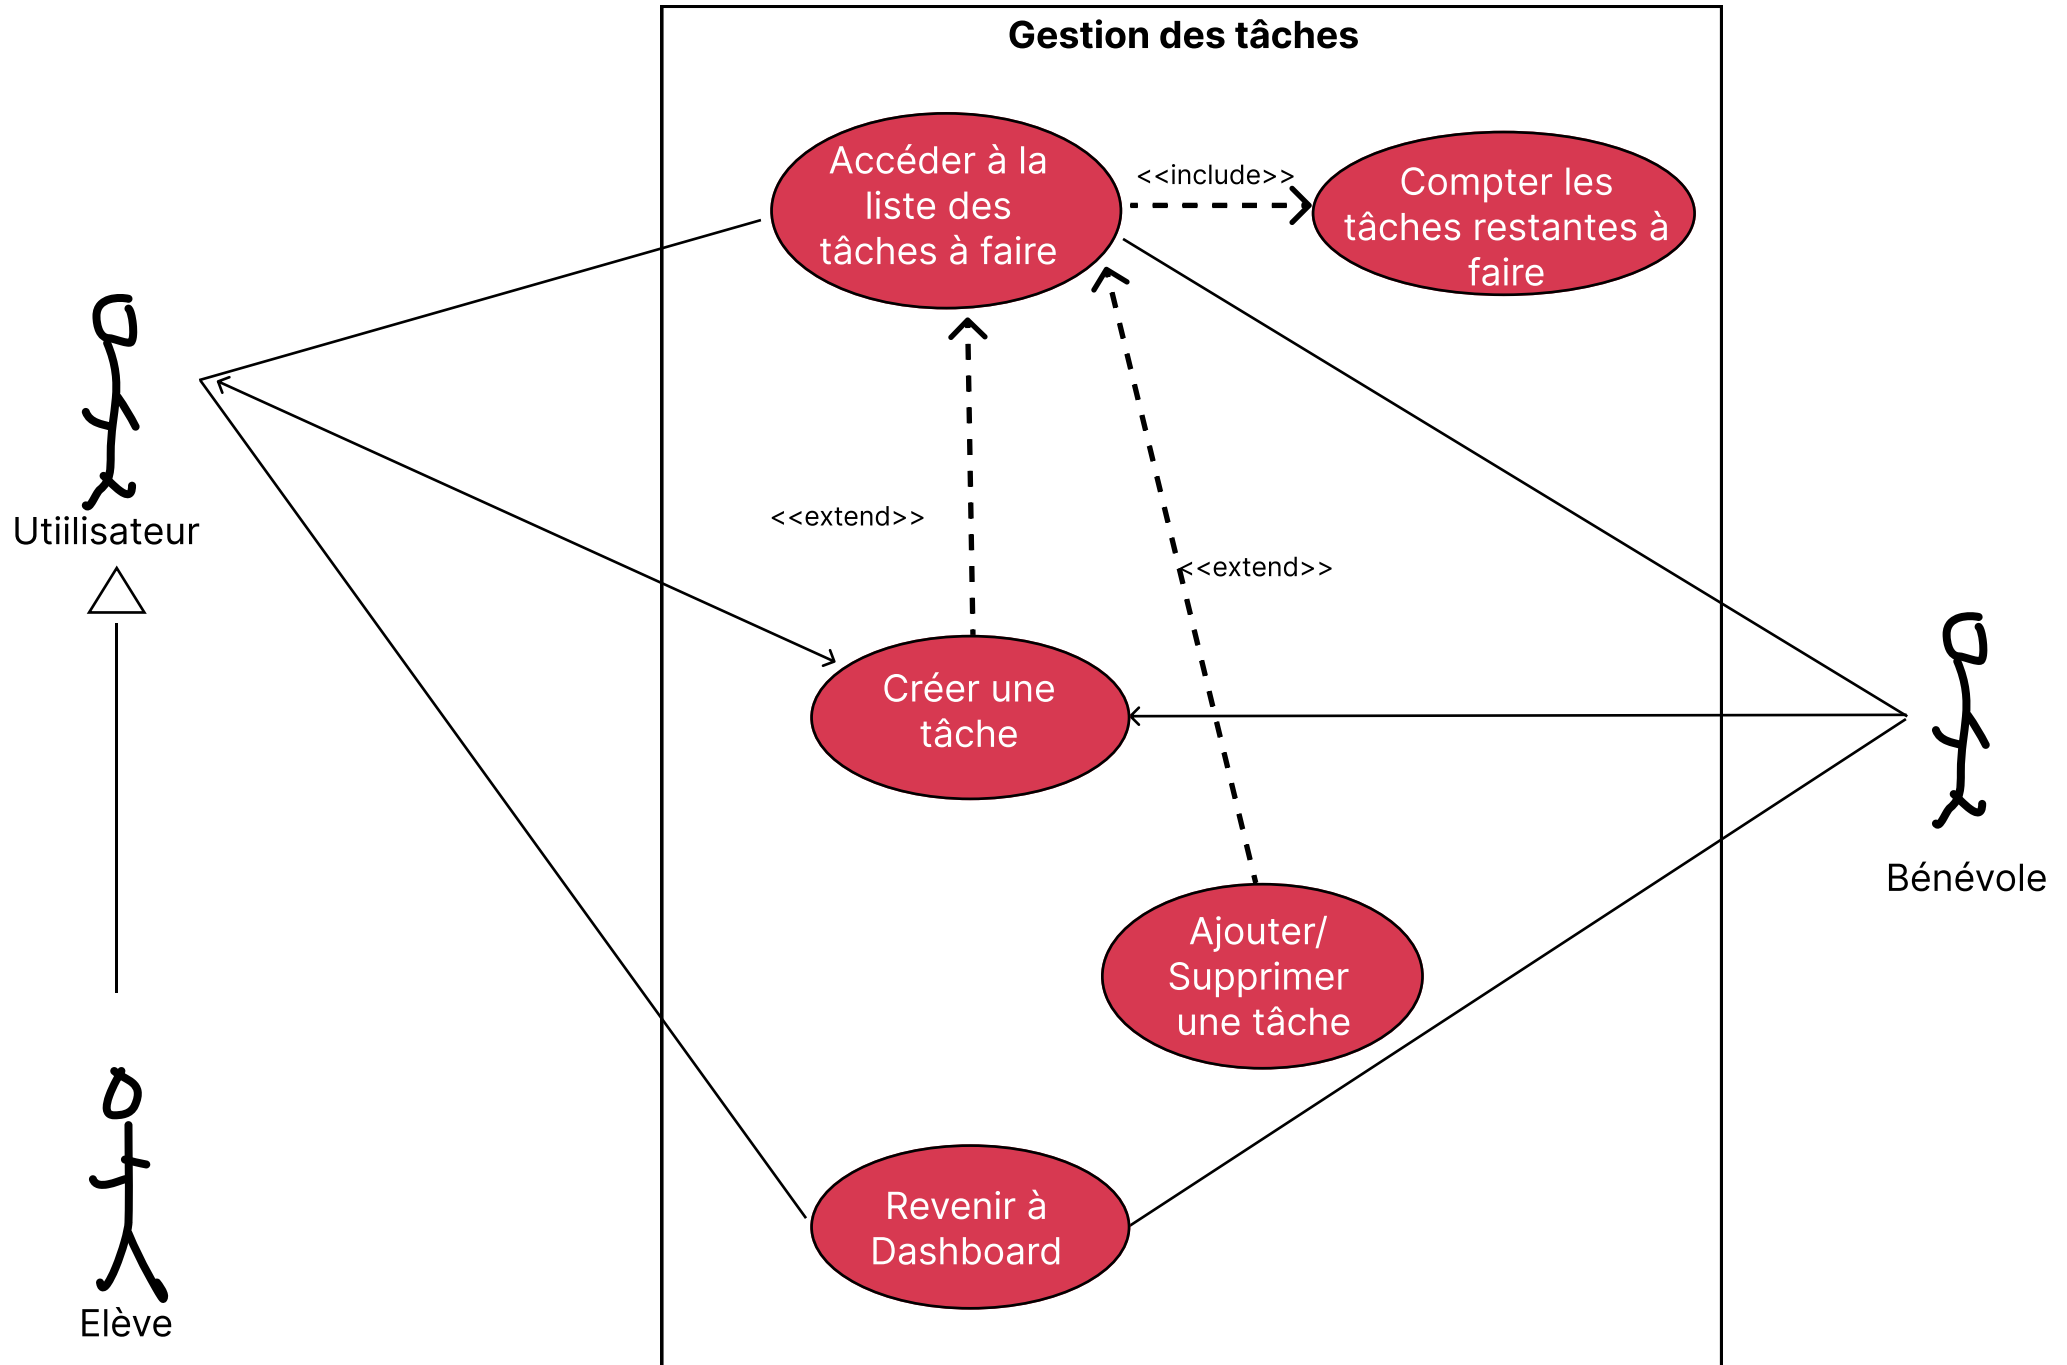 Gestion des tâches
Accéder à la
liste des
tâches à faire
<<include>>
Compter les
tâches restantes à
faire
Utiilisateur
<<extend>>
<<extend>>
Créer une
tâche
Bénévole
Ajouter/
Supprimer
une tâche
Revenir à
Dashboard
Elève